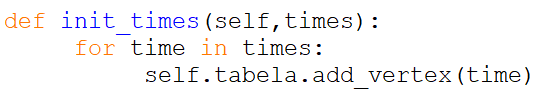 def init_times(self,times):
for time in times:
self.tabela.add_vertex(time)